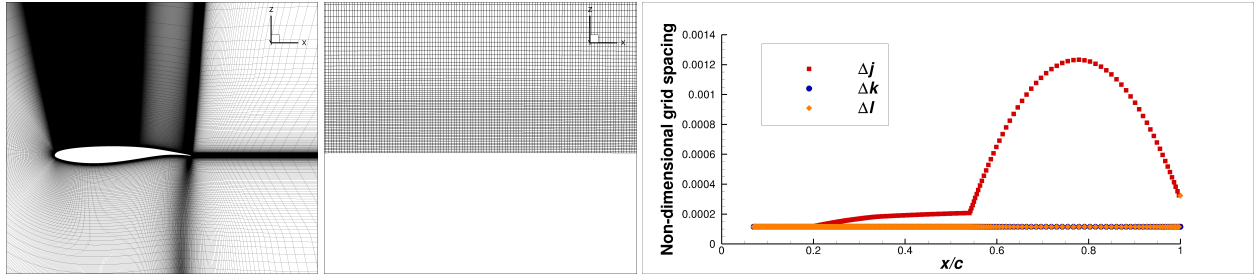 z
x
z
x
Non-dimensional grid spacing
0.0014
0.0012
0.001
0.0008
0.0006
0.0004
0.0002
0
Δj
Δk
Δl
0.2
0.4
0.6
0.8
1
x/c